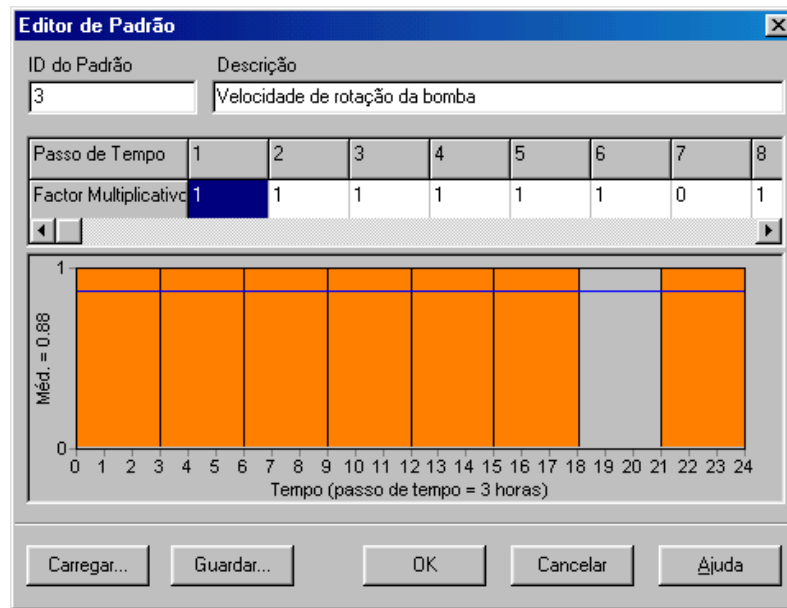 Editor de Padrão
ID do Padrão Descrição
3 Velocidade de rotação da bomba
Passo de Tempo 1 2 3 4 5 6 7 8
Factor Multiplicativo 1 1 1 1 1 1 0 1
1
Méd. = 0.88
0
0 1 2 3 4 5 6 7 8 9 10 11 12 13 14 15 16 17 18 19 20 21 22 23 24
Tempo (passo de tempo = 3 horas)
Carregar... Guardar... OK Cancelar Ajuda